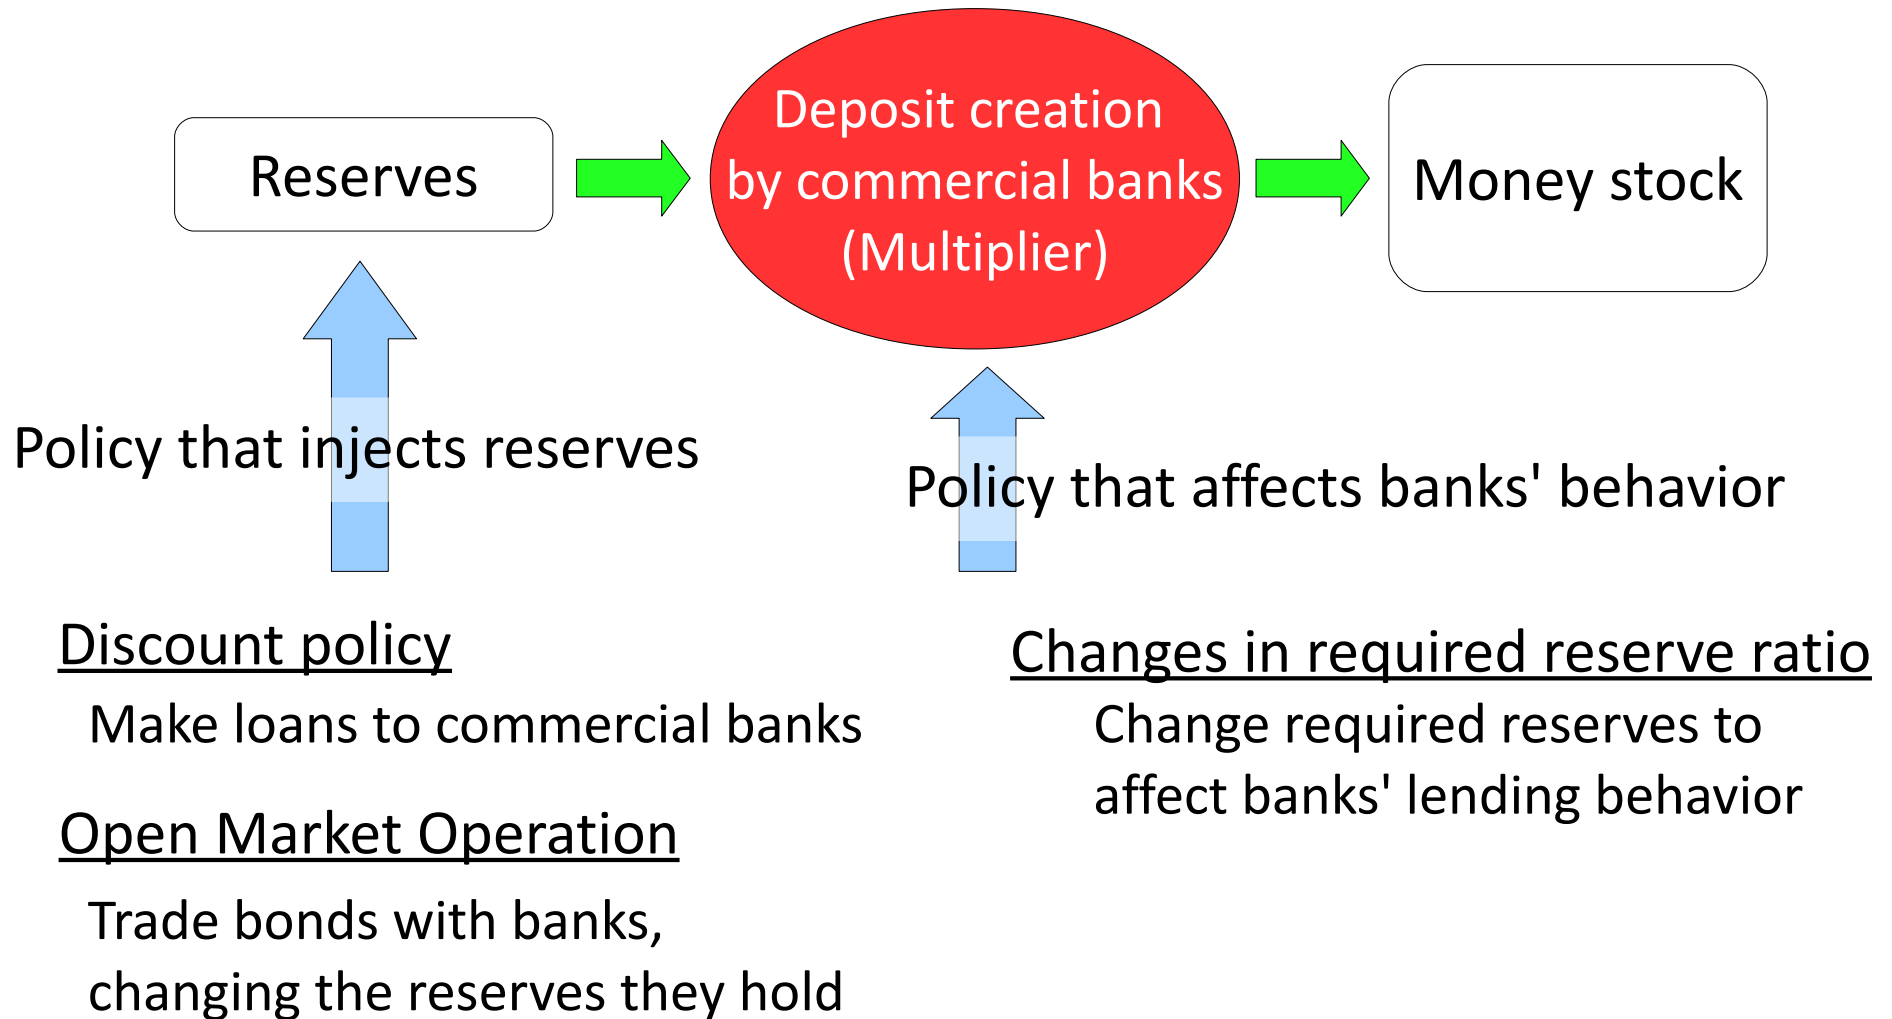 Reserves
Deposit creation
by commercial banks
(Multiplier)
Money stock
Policy that injects reserves
Policy that affects banks' behavior
Discount policy
Make loans to commercial banks
Open Market Operation
Trade bonds with banks,
changing the reserves they hold
Changes in required reserve ratio
Change required reserves to
affect banks' lending behavior